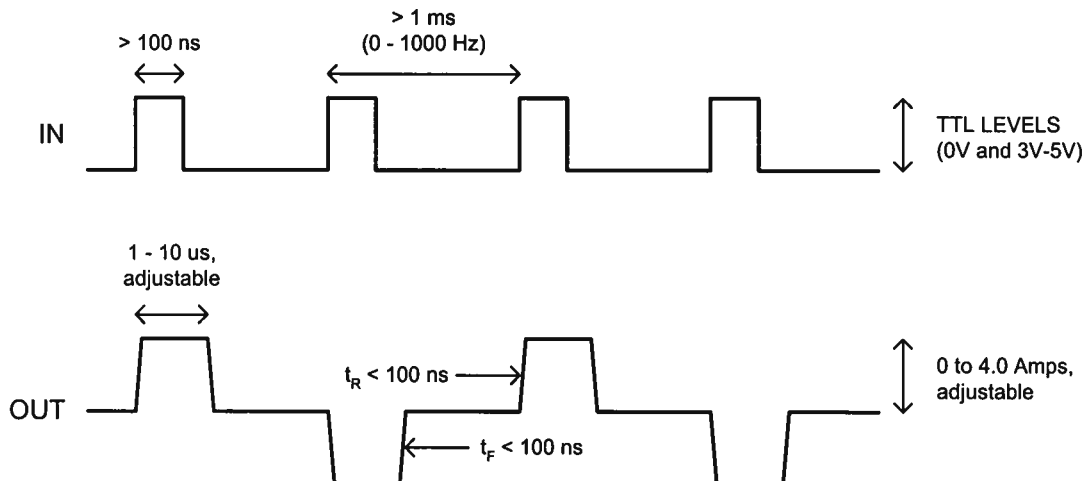 > 1 ms
(0 - 1000 Hz)
> 100 ns
IN
TTL LEVELS
(0V and 3V-5V)
1 - 10 us,
adjustable
0 to 4.0 Amps,
adjustable
tR < 100 ns
OUT
tF < 100 ns